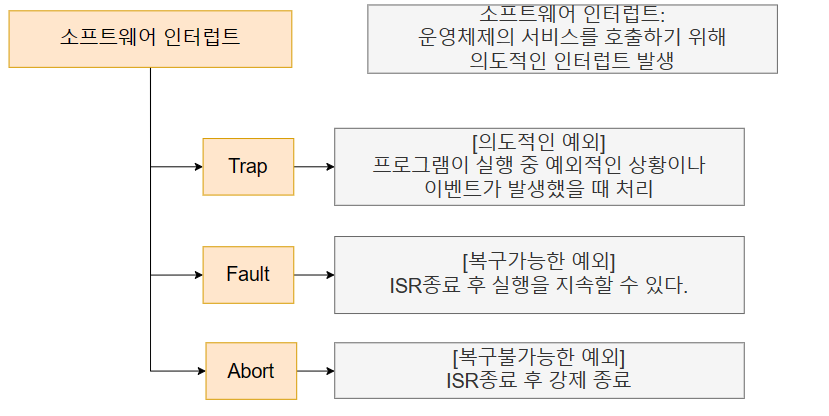 소프트웨어 인터럽트
소프트웨어 인터럽트:
운영체제의 서비스를 호출하기 위해
의도적인 인터럽트 발생
Trap
[의도적인 예외]
프로그램이 실행 중 예외적인 상황이나
이벤트가 발생했을 때 처리
Fault
[복구가능한 예외]
ISR종료 후 실행을 지속할 수 있다.
Abort
[복구불가능한 예외]
ISR종료 후 강제 종료